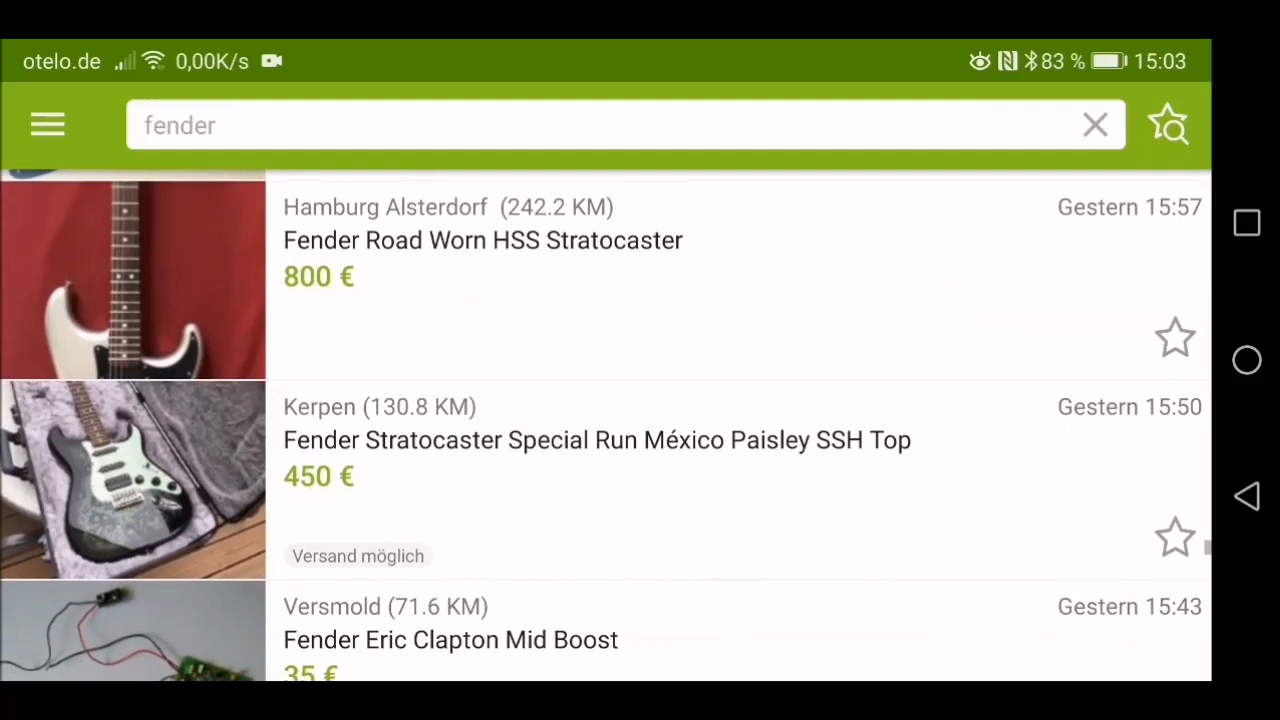 otelo.de 0,00K/s 83 % 15:03
fender
Hamburg Alsterdorf (242.2 KM) Gestern 15:57
Fender Road Worn HSS Stratocaster
800 €
Kerpen (130.8 KM) Gestern 15:50
Fender Stratocaster Special Run México Paisley SSH Top
450 €
Versand möglich
Versmold (71.6 KM) Gestern 15:43
Fender Eric Clapton Mid Boost
35 €